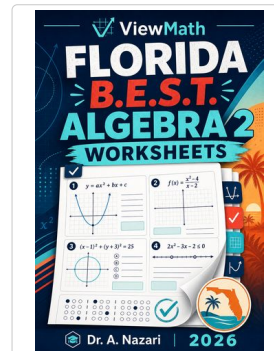 ViewMath
FLORIDA
B.E.S.T.
ALGEBRA 2
WORKSHEETS
1 y = ax² + bx + c
2 f(x) = x²-4/x-2
3 (x-1)² + (y+3)² = 25
4 2x² - 3x - 2 ≤ 0
A
B
C
D
Dr. A. Nazari | 2026